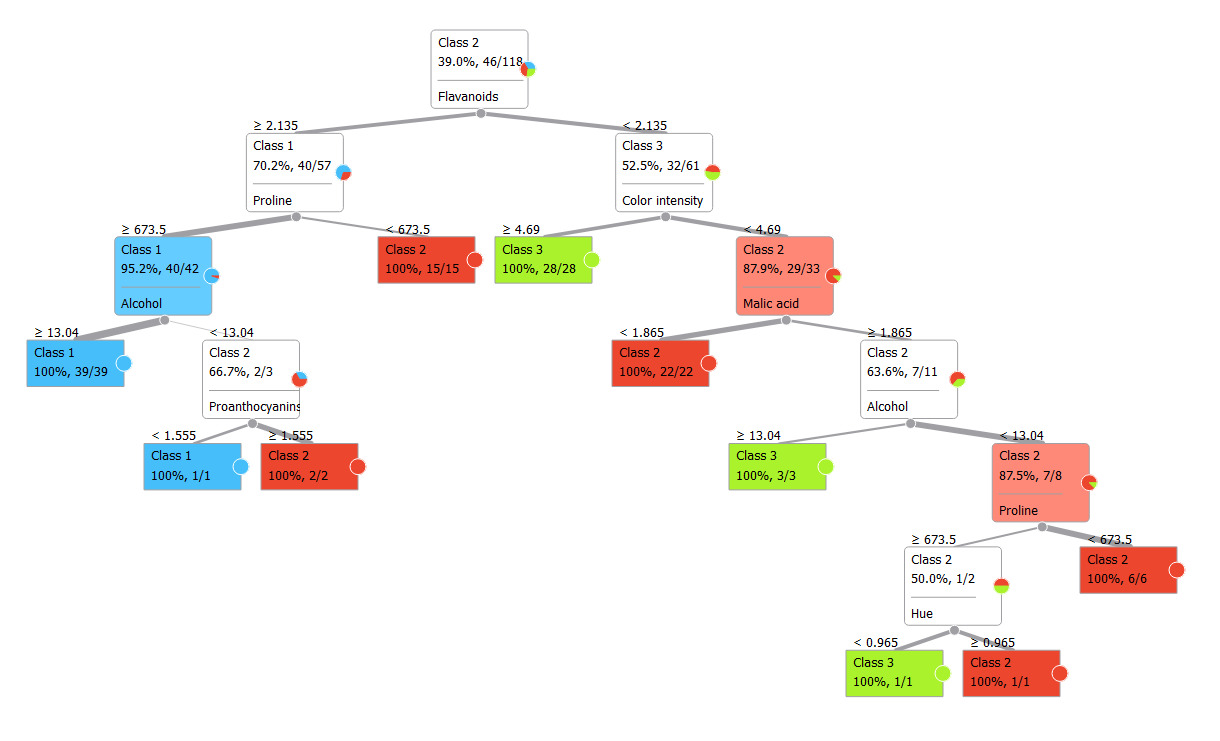 Class 2
39.0%, 46/118
Flavanoids
≥ 2.135
< 2.135
Class 1
70.2%, 40/57
Proline
Class 3
52.5%, 32/61
Color intensity
≥ 673.5
< 673.5
≥ 4.69
< 4.69
Class 1
95.2%, 40/42
Alcohol
Class 2
100%, 15/15
Class 3
100%, 28/28
Class 2
87.9%, 29/33
Malic acid
≥ 13.04
< 13.04
< 1.865
≥ 1.865
Class 1
100%, 39/39
Class 2
66.7%, 2/3
Proanthocyanins
Class 2
100%, 22/22
Class 2
63.6%, 7/11
Alcohol
< 1.555
≥ 1.555
≥ 13.04
< 13.04
Class 1
100%, 1/1
Class 2
100%, 2/2
Class 3
100%, 3/3
Class 2
87.5%, 7/8
Proline
≥ 673.5
< 673.5
Class 2
50.0%, 1/2
Hue
Class 2
100%, 6/6
< 0.965
≥ 0.965
Class 3
100%, 1/1
Class 2
100%, 1/1